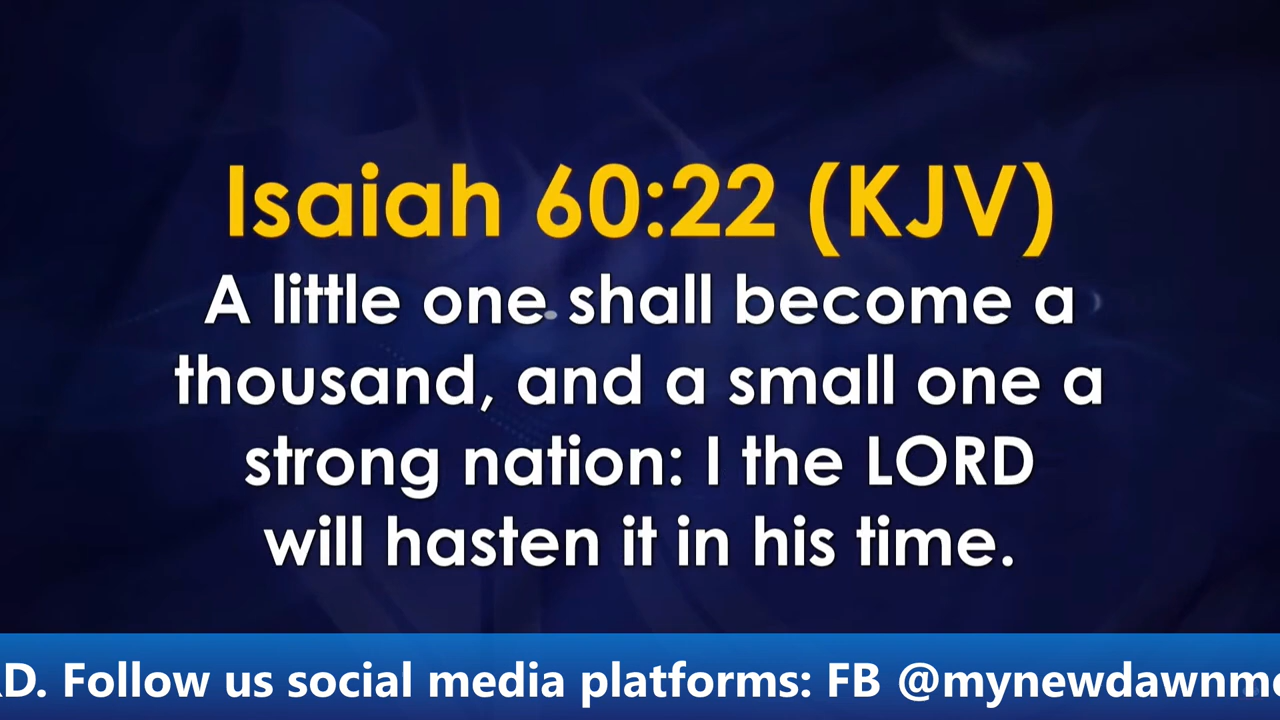 Isaiah 60:22 (KJV)
A little one shall become a
thousand, and a small one a
strong nation: I the LORD
will hasten it in his time.
D. Follow us social media platforms: FB @mynewdawnm